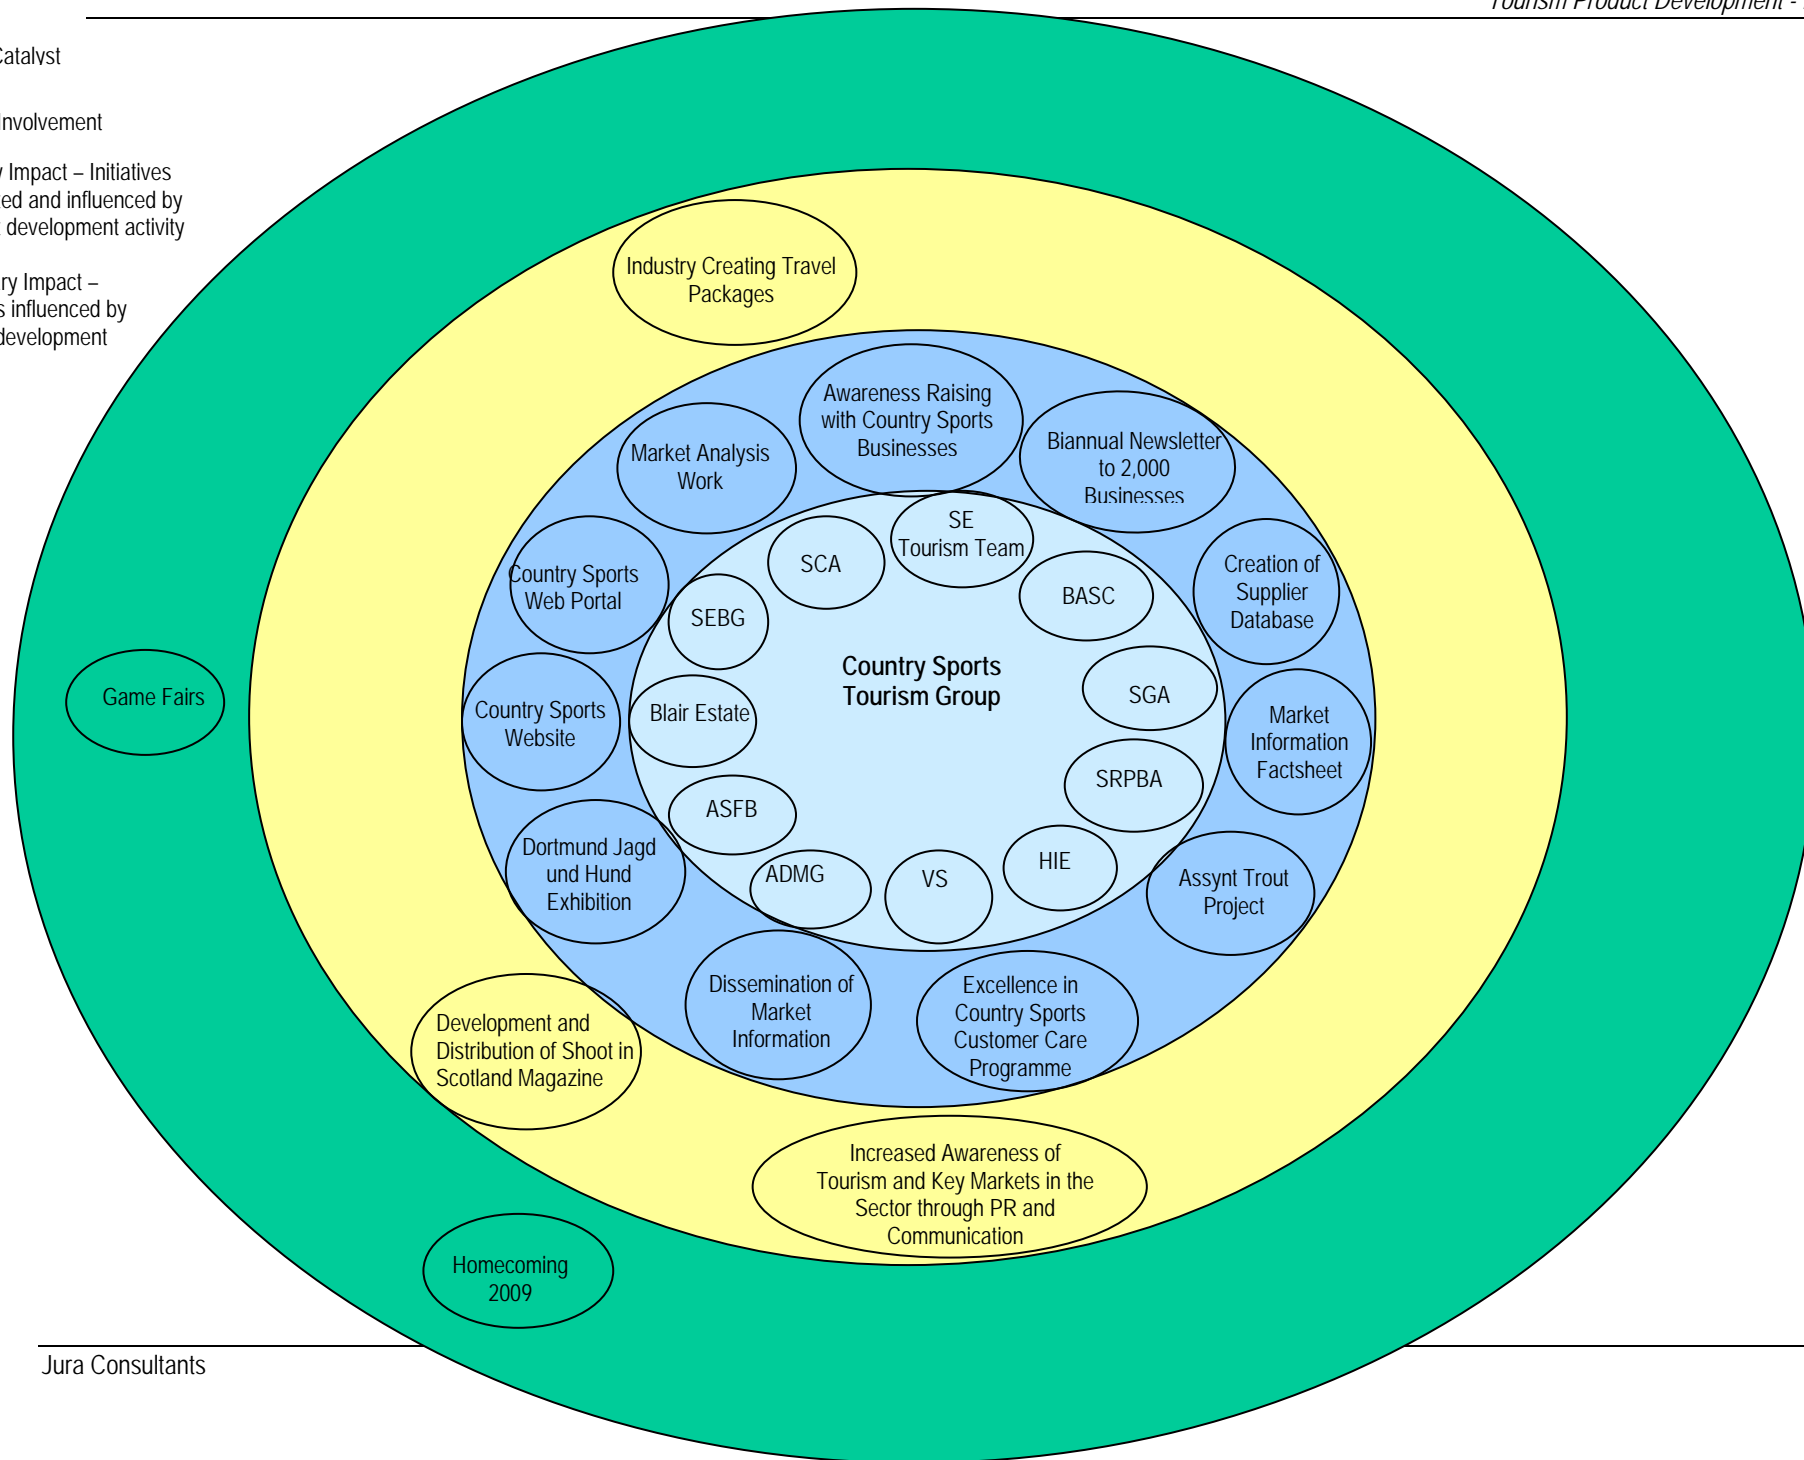 Tourism Product Development -
Catalyst
Involvement
Impact – Initiatives
and influenced by
development activity
Impact –
influenced by
development
Industry Creating Travel
Packages
Awareness Raising
with Country Sports
Businesses
Biannual Newsletter
to 2,000
Businesses
Market Analysis
Work
SE
Tourism Team
SCA
Country Sports
Web Portal
Creation of
Supplier
Database
BASC
SEBG
Country Sports
Tourism Group
Game Fairs
SGA
Blair Estate
Country Sports
Website
Market
Information
Factsheet
SRPBA
ASFB
Dortmund Jagd
und Hund
Exhibition
HIE
ADMG
VS
Assynt Trout
Project
Dissemination of
Market
Information
Excellence in
Country Sports
Customer Care
Programme
Development and
Distribution of Shoot in
Scotland Magazine
Increased Awareness of
Tourism and Key Markets in the
Sector through PR and
Communication
Homecoming
2009
Jura Consultants